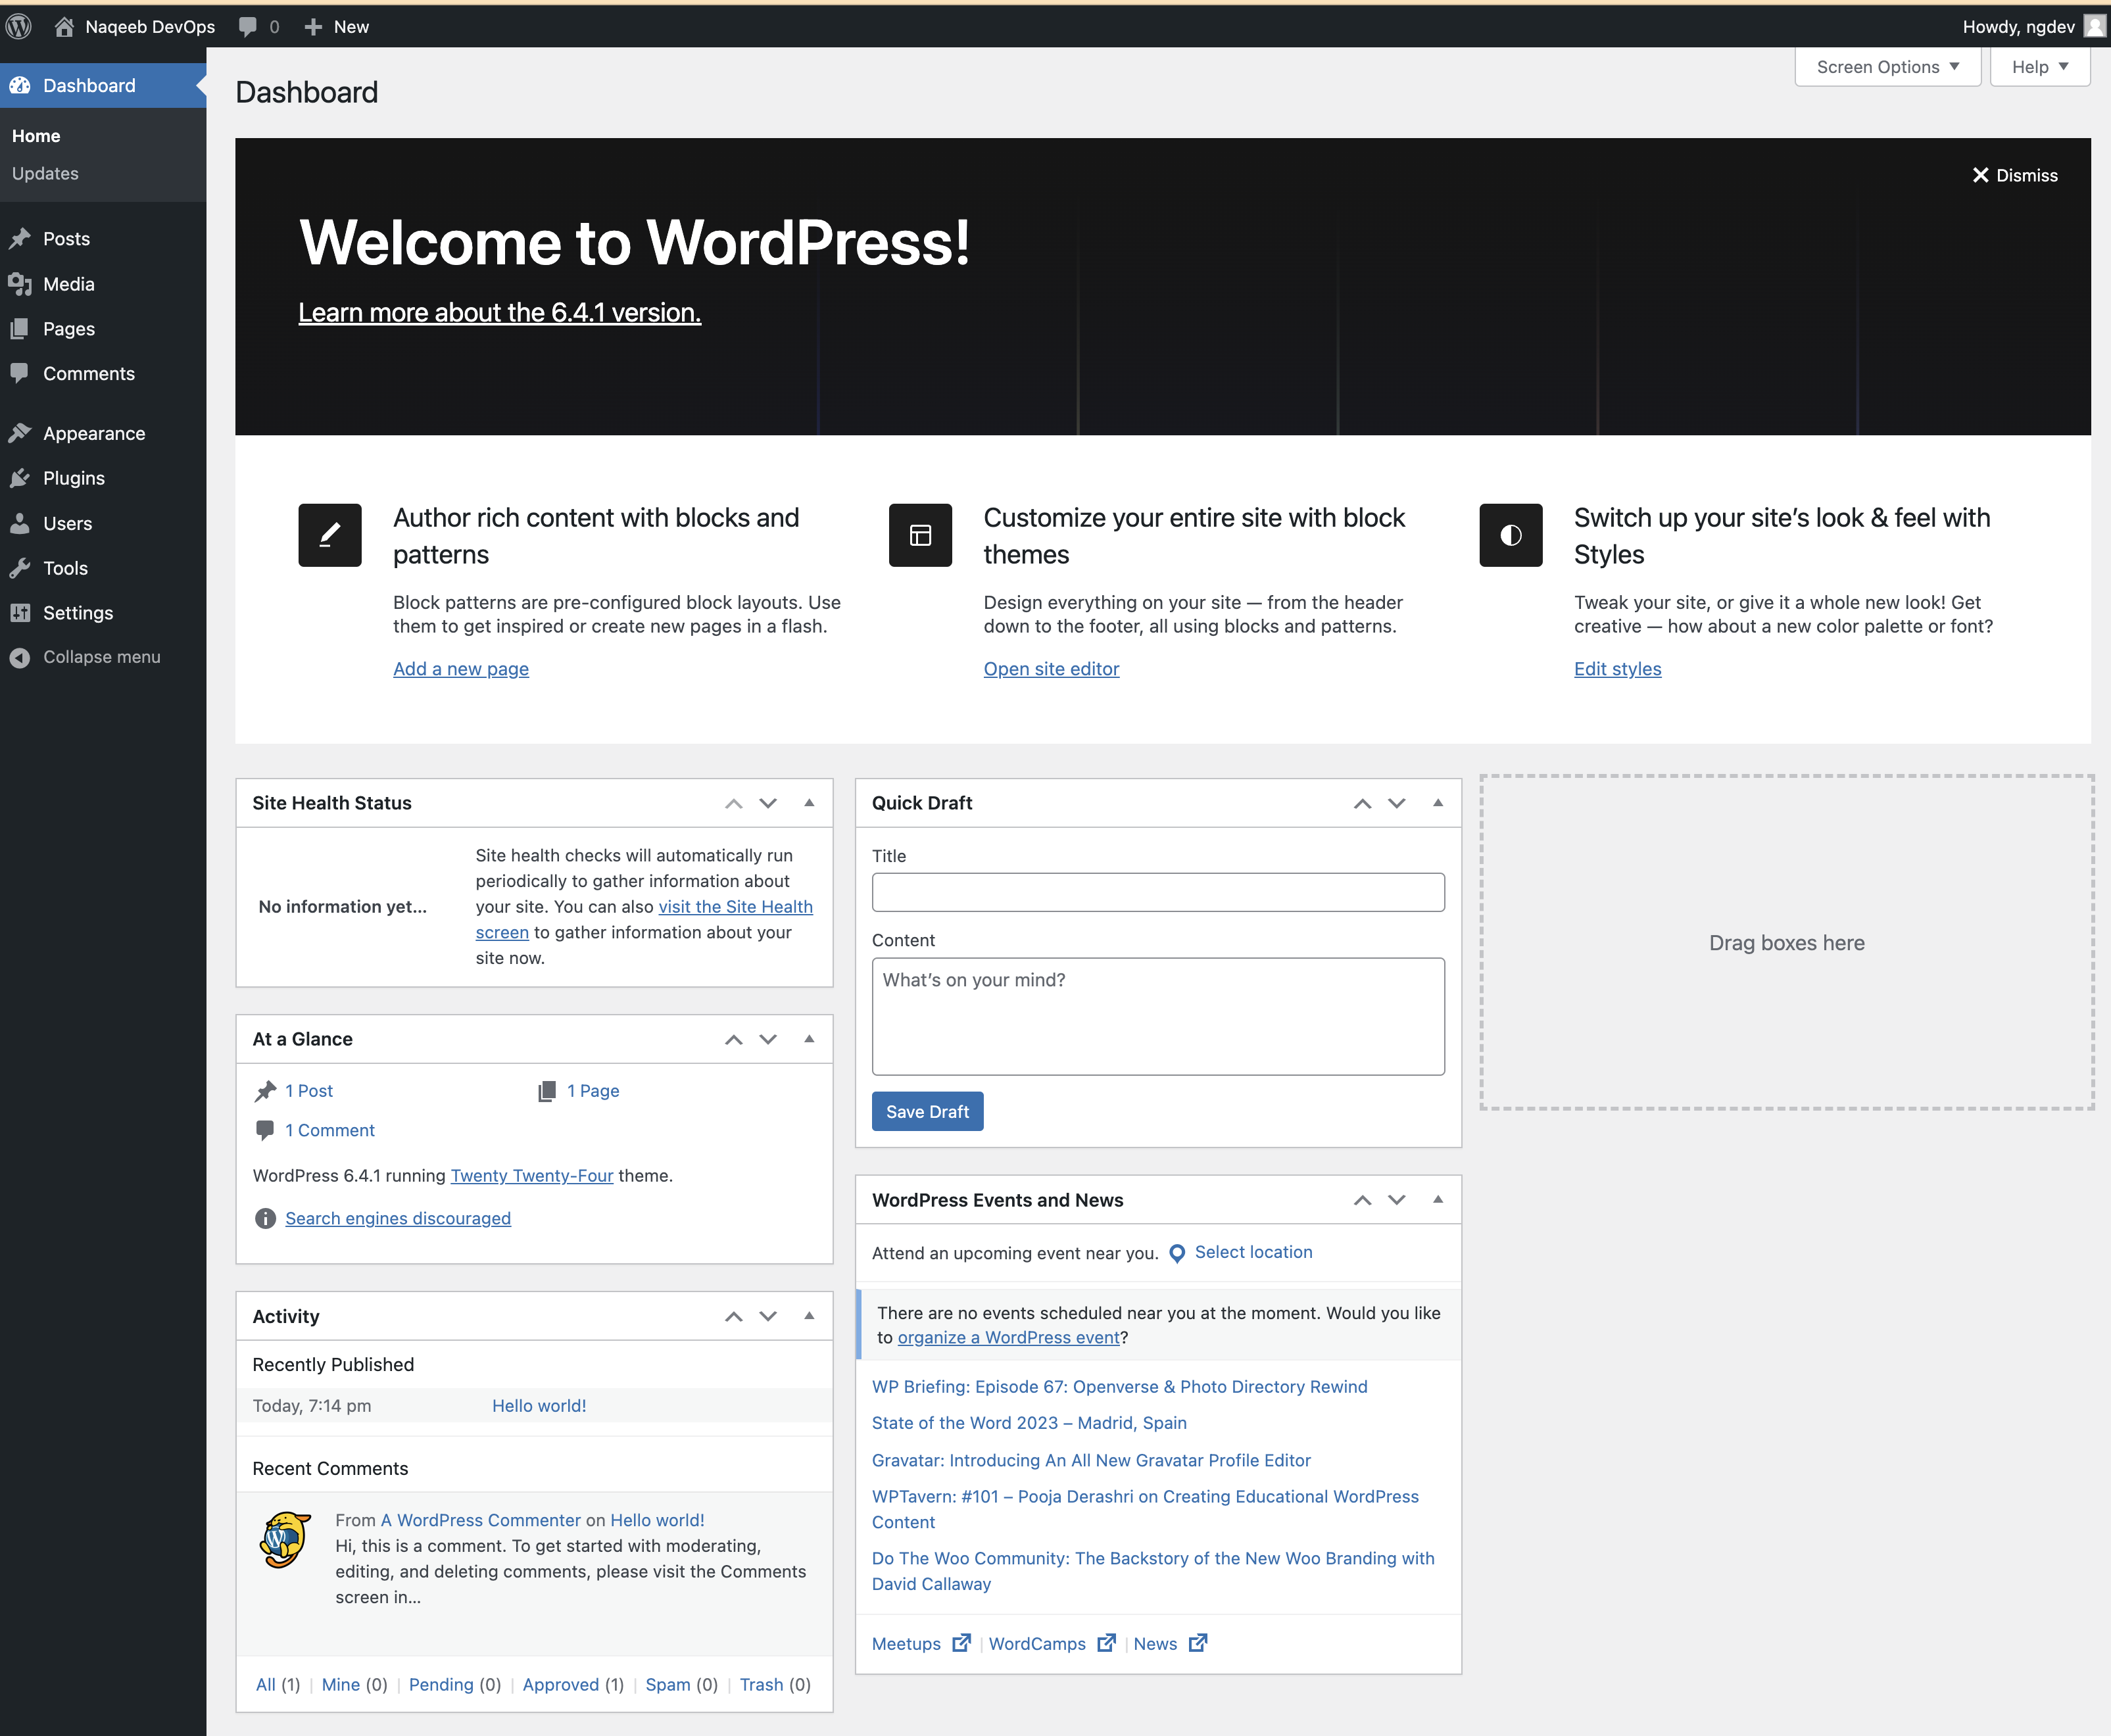 Naqeeb DevOps 0 New Howdy, ngdev
Dashboard
Home
Updates
Posts
Media
Pages
Comments
Appearance
Plugins
Users
Tools
Settings
Collapse menu
Screen Options Help
Dashboard
Dismiss
Welcome to WordPress!
Learn more about the 6.4.1 version.
Author rich content with blocks and
patterns
Block patterns are pre-configured block layouts. Use
them to get inspired or create new pages in a flash.
Add a new page
Customize your entire site with block
themes
Design everything on your site — from the header
down to the footer, all using blocks and patterns.
Open site editor
Switch up your site’s look & feel with
Styles
Tweak your site, or give it a whole new look! Get
creative — how about a new color palette or font?
Edit styles
Site Health Status
No information yet...
Site health checks will automatically run
periodically to gather information about
your site. You can also visit the Site Health
screen to gather information about your
site now.
At a Glance
1 Post 1 Page
1 Comment
WordPress 6.4.1 running Twenty Twenty-Four theme.
Search engines discouraged
Activity
Recently Published
Today, 7:14 pm Hello world!
Recent Comments
From A WordPress Commenter on Hello world!
Hi, this is a comment. To get started with moderating,
editing, and deleting comments, please visit the Comments
screen in...
All (1) | Mine (0) | Pending (0) | Approved (1) | Spam (0) | Trash (0)
Quick Draft
Title
Content
What’s on your mind?
Save Draft
WordPress Events and News
Attend an upcoming event near you. Select location
There are no events scheduled near you at the moment. Would you like
to organize a WordPress event?
WP Briefing: Episode 67: Openverse & Photo Directory Rewind
State of the Word 2023 – Madrid, Spain
Gravatar: Introducing An All New Gravatar Profile Editor
WPTavern: #101 – Pooja Derashri on Creating Educational WordPress
Content
Do The Woo Community: The Backstory of the New Woo Branding with
David Callaway
Meetups | WordCamps | News
Drag boxes here